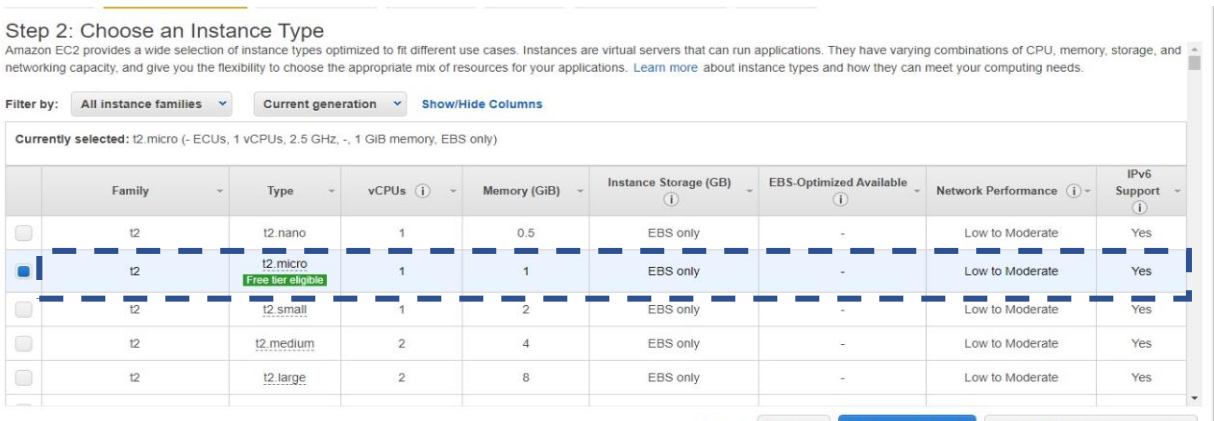 Step 2: Choose an Instance Type
Amazon EC2 provides a wide selection of instance types optimized to fit different use cases. Instances are virtual servers that can run applications. They have varying combinations of CPU, memory, storage, and
networking capacity, and give you the flexibility to choose the appropriate mix of resources for your applications. Learn more about instance types and how they can meet your computing needs.
Filter by: All instance families Current generation Show/Hide Columns
Currently selected: t2.micro (- ECUs, 1 vCPUs, 2.5 GHz, -, 1 GiB memory, EBS only)
Family Type vCPUs Memory (GiB) Instance Storage (GB) EBS-Optimized Available Network Performance IPv6 Support
t2 t2.nano 1 0.5 EBS only - Low to Moderate Yes
t2 t2.micro Free tier eligible 1 1 EBS only - Low to Moderate Yes
t2 t2.small 1 2 EBS only - Low to Moderate Yes
t2 t2.medium 2 4 EBS only - Low to Moderate Yes
t2 t2.large 2 8 EBS only - Low to Moderate Yes